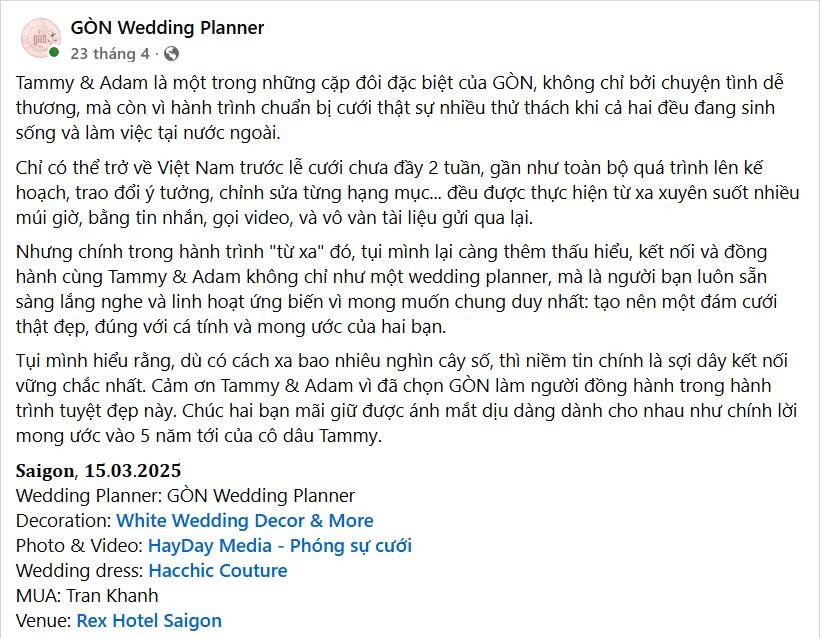 GÒN Wedding Planner
23 tháng 4 ·
Tammy & Adam là một trong những cặp đôi đặc biệt của GÒN, không chỉ bởi chuyện tình dễ
thương, mà còn vì hành trình chuẩn bị cưới thật sự nhiều thử thách khi cả hai đều đang sinh
sống và làm việc tại nước ngoài.
Chỉ có thể trở về Việt Nam trước lễ cưới chưa đầy 2 tuần, gần như toàn bộ quá trình lên kế
hoạch, trao đổi ý tưởng, chỉnh sửa từng hạng mục... đều được thực hiện từ xa xuyên suốt nhiều
múi giờ, bằng tin nhắn, gọi video, và vô vàn tài liệu gửi qua lại.
Nhưng chính trong hành trình "từ xa" đó, tụi mình lại càng thêm thấu hiểu, kết nối và đồng
hành cùng Tammy & Adam không chỉ như một wedding planner, mà là người bạn luôn sẵn
sàng lắng nghe và linh hoạt ứng biến vì mong muốn chung duy nhất: tạo nên một đám cưới
thật đẹp, đúng với cá tính và mong ước của hai bạn.
Tụi mình hiểu rằng, dù có cách xa bao nhiêu nghìn cây số, thì niềm tin chính là sợi dây kết nối
vững chắc nhất. Cảm ơn Tammy & Adam vì đã chọn GÒN làm người đồng hành trong hành
trình tuyệt đẹp này. Chúc hai bạn mãi giữ được ánh mắt dịu dàng dành cho nhau như chính lời
mong ước vào 5 năm tới của cô dâu Tammy.
Saigon, 15.03.2025
Wedding Planner: GÒN Wedding Planner
Decoration: White Wedding Decor & More
Photo & Video: HayDay Media - Phóng sự cưới
Wedding dress: Hacchic Couture
MUA: Tran Khanh
Venue: Rex Hotel Saigon